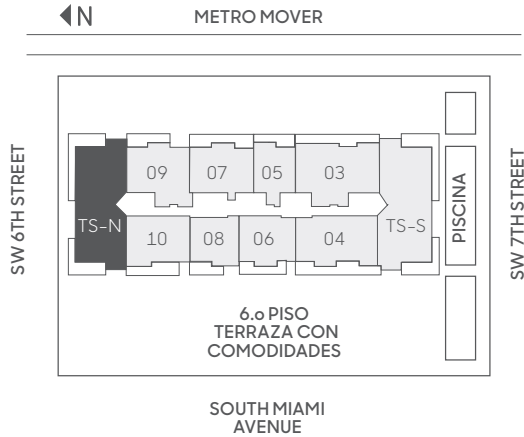 N
METRO MOVER
SW 6TH STREET
09
07
05
03
TS-N
TS-S
10
08
06
04
PISCINA
SW 7TH STREET
6.o PISO
TERRAZA CON
COMODIDADES
SOUTH MIAMI
AVENUE